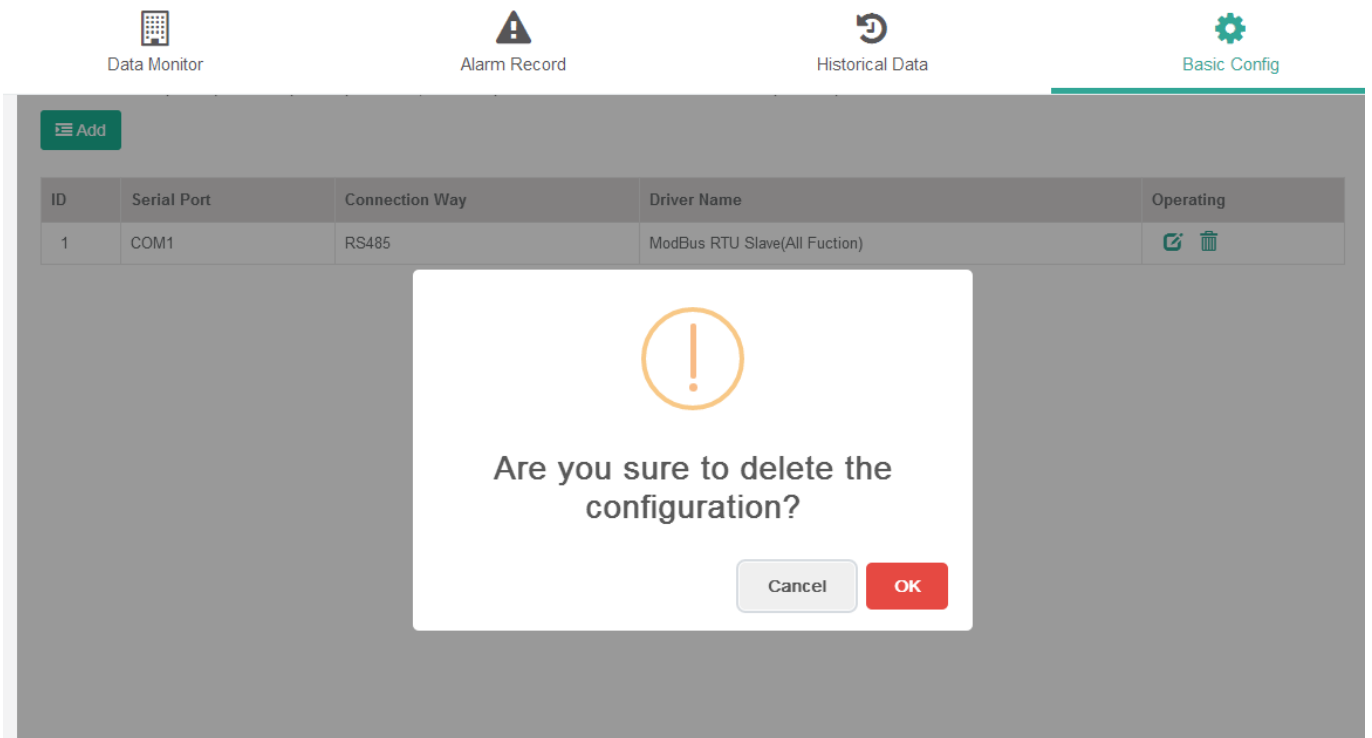 Data Monitor
Alarm Record
Historical Data
Basic Config
Add
ID Serial Port Connection Way Driver Name Operating
1 COM1 RS485 ModBus RTU Slave(All Fuction)
Are you sure to delete the
configuration?
Cancel OK